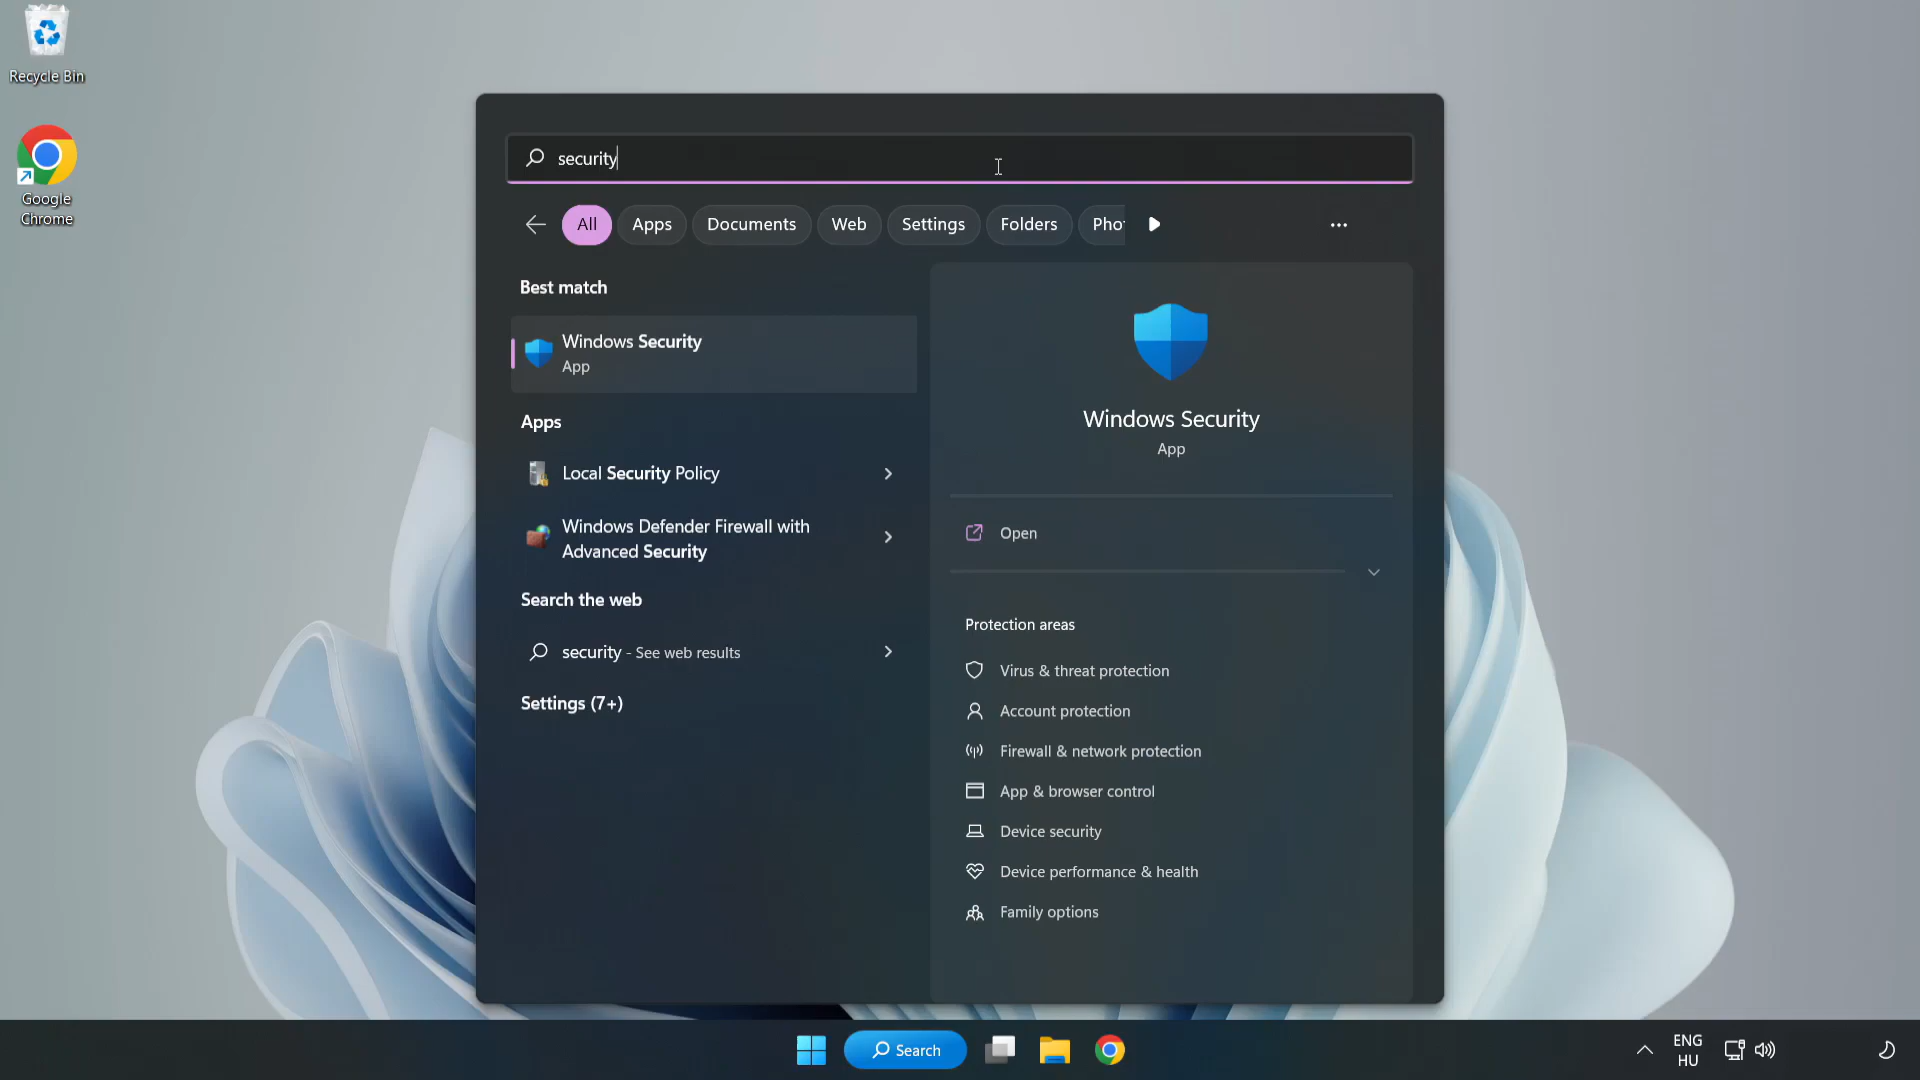 Recycle Bin
Google
Chrome
security
All
Apps
Documents
Web
Settings
Folders
Pho
Best match
Windows Security
App
Apps
Local Security Policy
Windows Defender Firewall with
Advanced Security
Search the web
security - See web results
Settings (7+)
Windows Security
App
Open
Protection areas
Virus & threat protection
Account protection
Firewall & network protection
App & browser control
Device security
Device performance & health
Family options
Search
ENG
HU